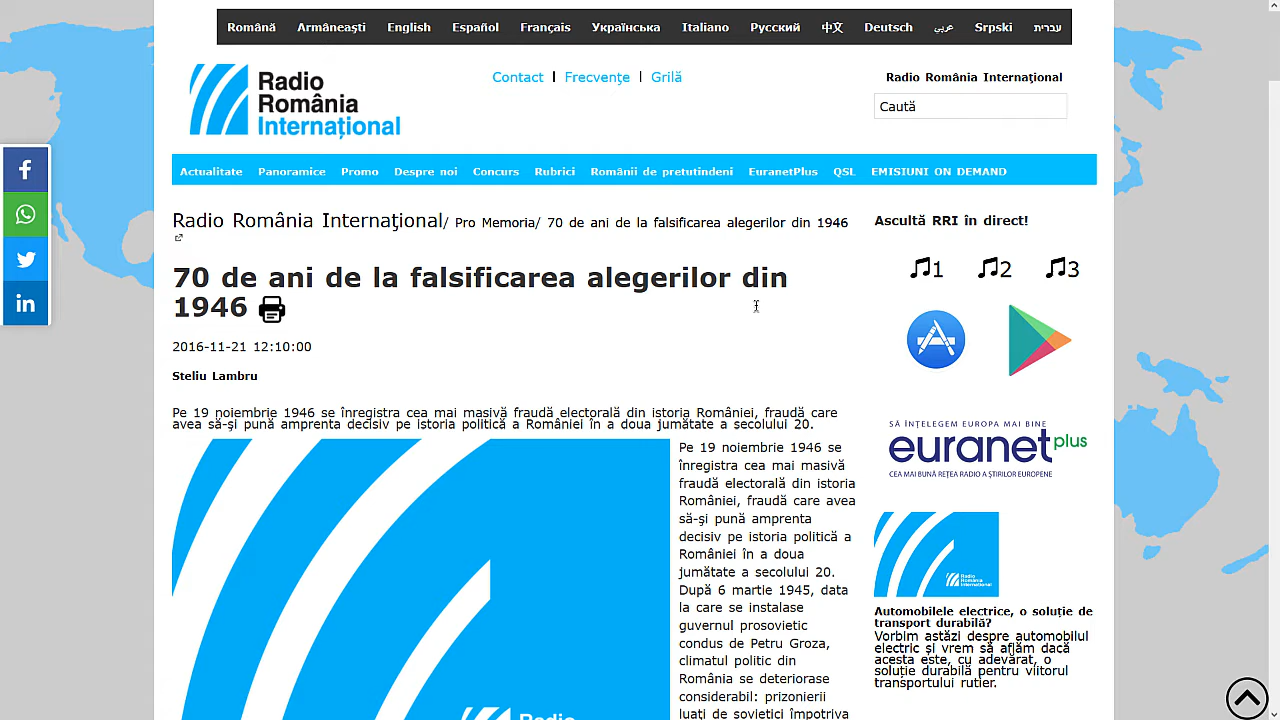 Română Armâneaşti English Español Français Українська Italiano Русский 中文 Deutsch عربي Srpski עברית
Radio
România
Internaţional
Contact | Frecvenţe | Grilă
Radio România Internaţional
Caută
Actualitate Panoramice Promo Despre noi Concurs Rubrici Românii de pretutindeni EuranetPlus QSL EMISIUNI ON DEMAND
Radio România Internaţional/ Pro Memoria/ 70 de ani de la falsificarea alegerilor din 1946
70 de ani de la falsificarea alegerilor din
1946
2016-11-21 12:10:00
Steliu Lambru
Pe 19 noiembrie 1946 se înregistra cea mai masivă fraudă electorală din istoria României, fraudă care
avea să-şi pună amprenta decisiv pe istoria politică a României în a doua jumătate a secolului 20.
Pe 19 noiembrie 1946 se
înregistra cea mai masivă
fraudă electorală din istoria
României, fraudă care avea
să-şi pună amprenta
decisiv pe istoria politică a
României în a doua
jumătate a secolului 20.
După 6 martie 1945, data
la care se instalase
guvernul prosovietic
condus de Petru Groza,
climatul politic din
România se deteriorase
considerabil: prizonierii
luaţi de sovietici împotriva
Radio
Ascultă RRI în direct!
1 2 3
SĂ ÎNȚELEGEM EUROPA MAI BINE
euranet plus
CEA MAI BUNĂ REȚEA RADIO A ȘTIRILOR EUROPENE
Radio
România
Internaţional
Automobilele electrice, o soluție de
transport durabilă?
Vorbim astăzi despre automobilul
electric și vrem să aflăm dacă
acesta este, cu adevărat, o
soluție durabilă pentru viitorul
transportului rutier.